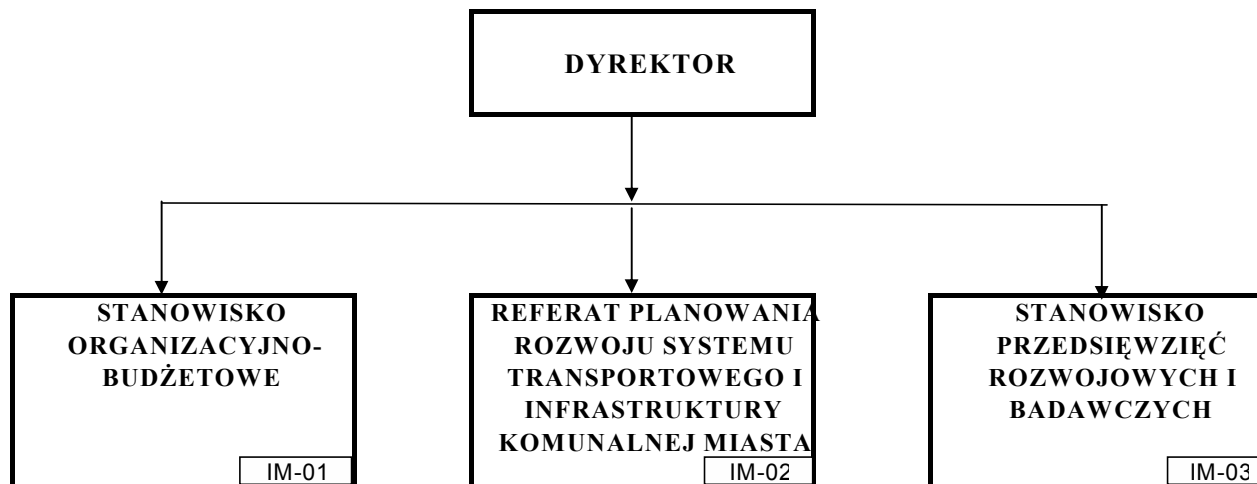 DYREKTOR
STANOWISKO
ORGANIZACYJNO-
BUDŻETOWE
IM-01
REFERAT PLANOWANIA
ROZWOJU SYSTEMU
TRANSPORTOWEGO I
INFRASTRUKTURY
KOMUNALNEJ MIASTA
IM-02
STANOWISKO
PRZEDSIĘWZIĘĆ
ROZWOJOWYCH I
BADAWCZYCH
IM-03